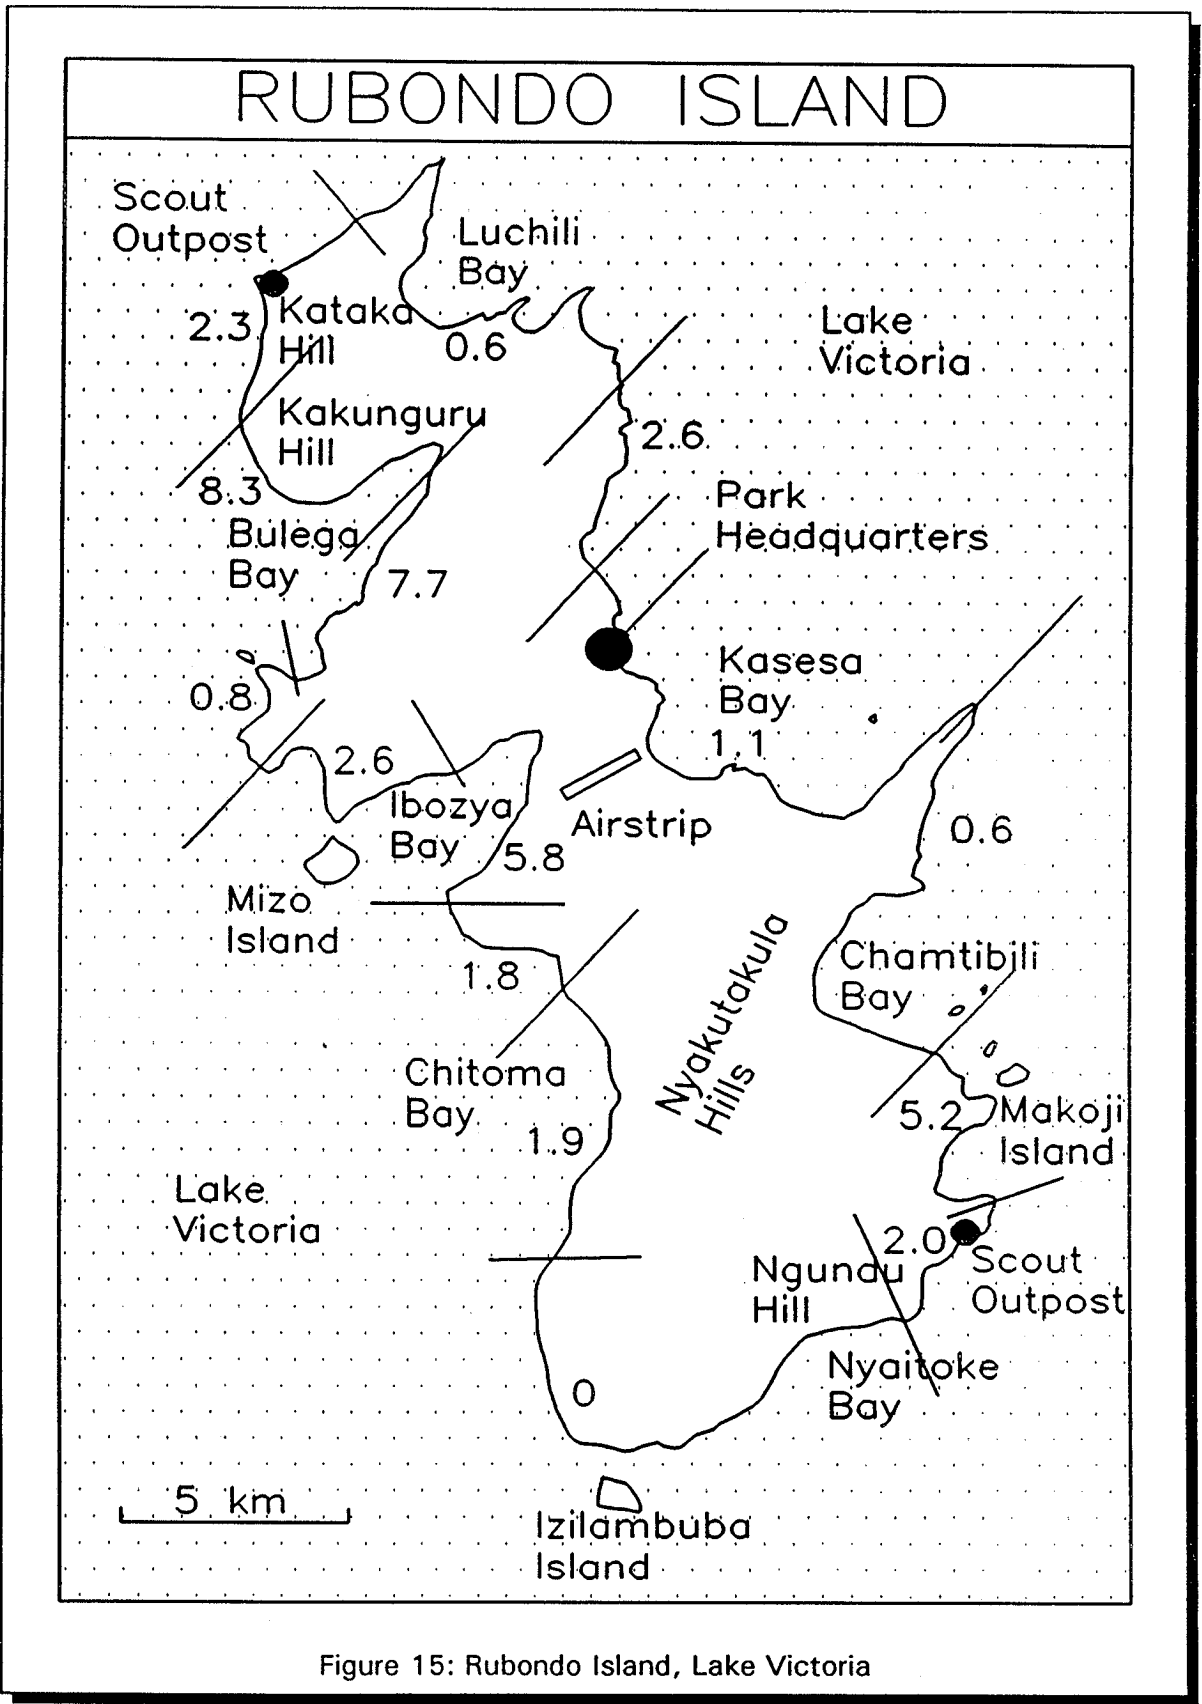 RUBONDO ISLAND
Scout
Outpost
Luchili
Bay
2.3
Kataka
Hill
0.6
Lake
Victoria
Kakunguru
Hill
2.6
8.3
Park
Headquarters
Bulega
Bay
7.7
Kasesa
Bay
0.8
1.1
2.6
Ibozya
Bay
5.8
Airstrip
0.6
Mizo
Island
1.8
Chamtibili
Bay
Nyakutakula
Hills
Chitoma
Bay
1.9
5.2
Makoji
Island
Lake
Victoria
2.0
Ngundu
Hill
Scout
Outpost
Nyaitoke
Bay
0
5 km
Izilambuba
Island
Figure 15: Rubondo Island, Lake Victoria